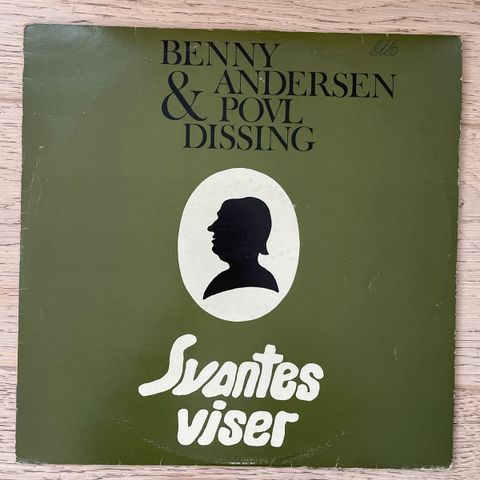 BENNY
& ANDERSEN
POVL
DISSING
Svantes
viser